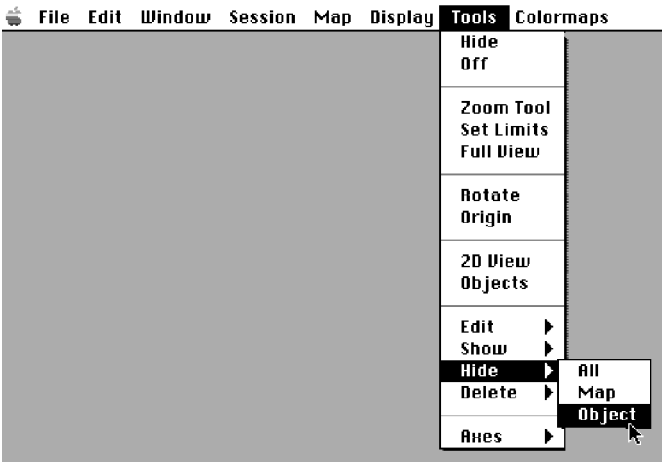 File Edit Window Session Map Display Tools Colormaps
Hide
Off
Zoom Tool
Set Limits
Full View
Rotate
Origin
2D View
Objects
Edit
Show
Hide
Delete
Axes
All
Map
Object